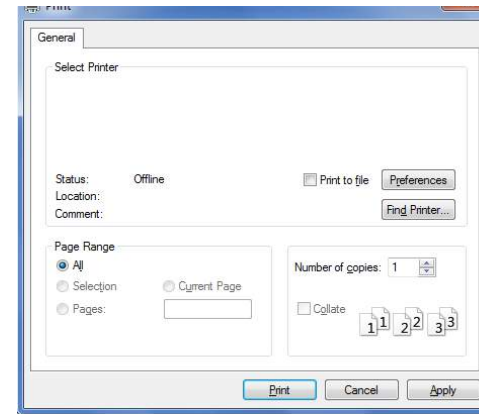 Print
General
Select Printer
Status: Offline
Print to file
Preferences
Location:
Comment:
Find Printer...
Page Range
All
Selection
Current Page
Pages:
Number of copies: 1
Collate
1 1 2 2 3 3
Print
Cancel
Apply